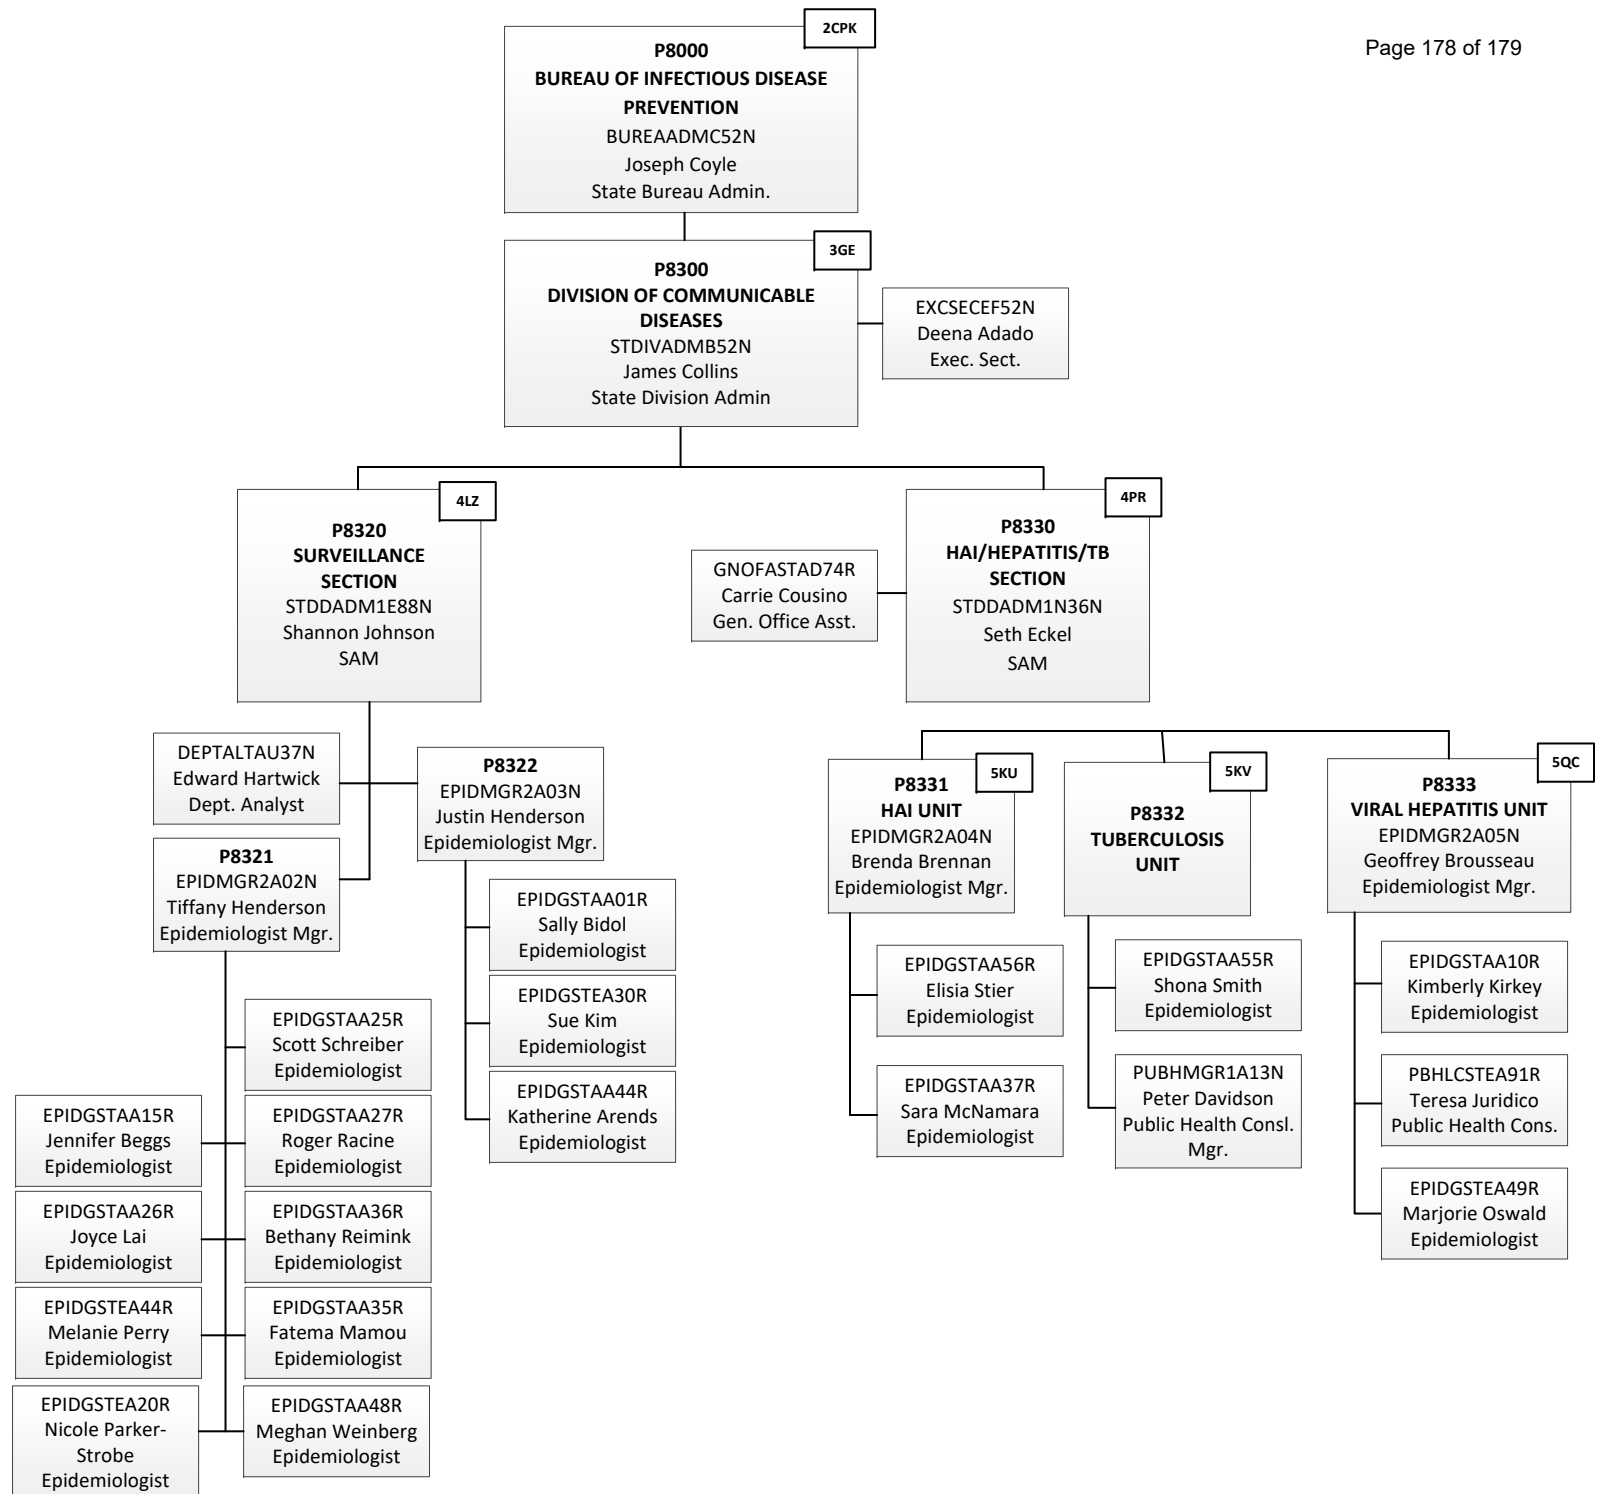 Page 178 of 179
2CPK
P8000
BUREAU OF INFECTIOUS DISEASE
PREVENTION
BUREAADMC52N
Joseph Coyle
State Bureau Admin.
3GE
P8300
DIVISION OF COMMUNICABLE
DISEASES
STDIVADMB52N
James Collins
State Division Admin
EXCSECEF52N
Deena Adado
Exec. Sect.
4LZ
P8320
SURVEILLANCE
SECTION
STDDADM1E88N
Shannon Johnson
SAM
GNOFASTAD74R
Carrie Cousino
Gen. Office Asst.
4PR
P8330
HAI/HEPATITIS/TB
SECTION
STDDADM1N36N
Seth Eckel
SAM
DEPTALTAU37N
Edward Hartwick
Dept. Analyst
P8322
EPIDMGR2A03N
Justin Henderson
Epidemiologist Mgr.
P8321
EPIDMGR2A02N
Tiffany Henderson
Epidemiologist Mgr.
EPIDGSTAA01R
Sally Bidol
Epidemiologist
EPIDGSTEA30R
Sue Kim
Epidemiologist
EPIDGSTAA44R
Katherine Arends
Epidemiologist
EPIDGSTAA25R
Scott Schreiber
Epidemiologist
EPIDGSTAA15R
Jennifer Beggs
Epidemiologist
EPIDGSTAA27R
Roger Racine
Epidemiologist
EPIDGSTAA26R
Joyce Lai
Epidemiologist
EPIDGSTAA36R
Bethany Reimink
Epidemiologist
EPIDGSTEA44R
Melanie Perry
Epidemiologist
EPIDGSTAA35R
Fatema Mamou
Epidemiologist
EPIDGSTEA20R
Nicole Parker-
Strobe
Epidemiologist
EPIDGSTAA48R
Meghan Weinberg
Epidemiologist
5KU
P8331
HAI UNIT
EPIDMGR2A04N
Brenda Brennan
Epidemiologist Mgr.
EPIDGSTAA56R
Elisia Stier
Epidemiologist
EPIDGSTAA37R
Sara McNamara
Epidemiologist
5KV
P8332
TUBERCULOSIS
UNIT
EPIDGSTAA55R
Shona Smith
Epidemiologist
PUBHMGR1A13N
Peter Davidson
Public Health Consl.
Mgr.
5QC
P8333
VIRAL HEPATITIS UNIT
EPIDMGR2A05N
Geoffrey Brousseau
Epidemiologist Mgr.
EPIDGSTAA10R
Kimberly Kirkey
Epidemiologist
PBHLCSTEA91R
Teresa Juridico
Public Health Cons.
EPIDGSTEA49R
Marjorie Oswald
Epidemiologist